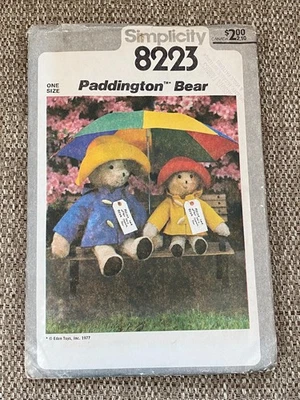 Simplicity
$2.00
8223
ONE
SIZE
Paddington™ Bear
* © Eden Toys, Inc. 1977